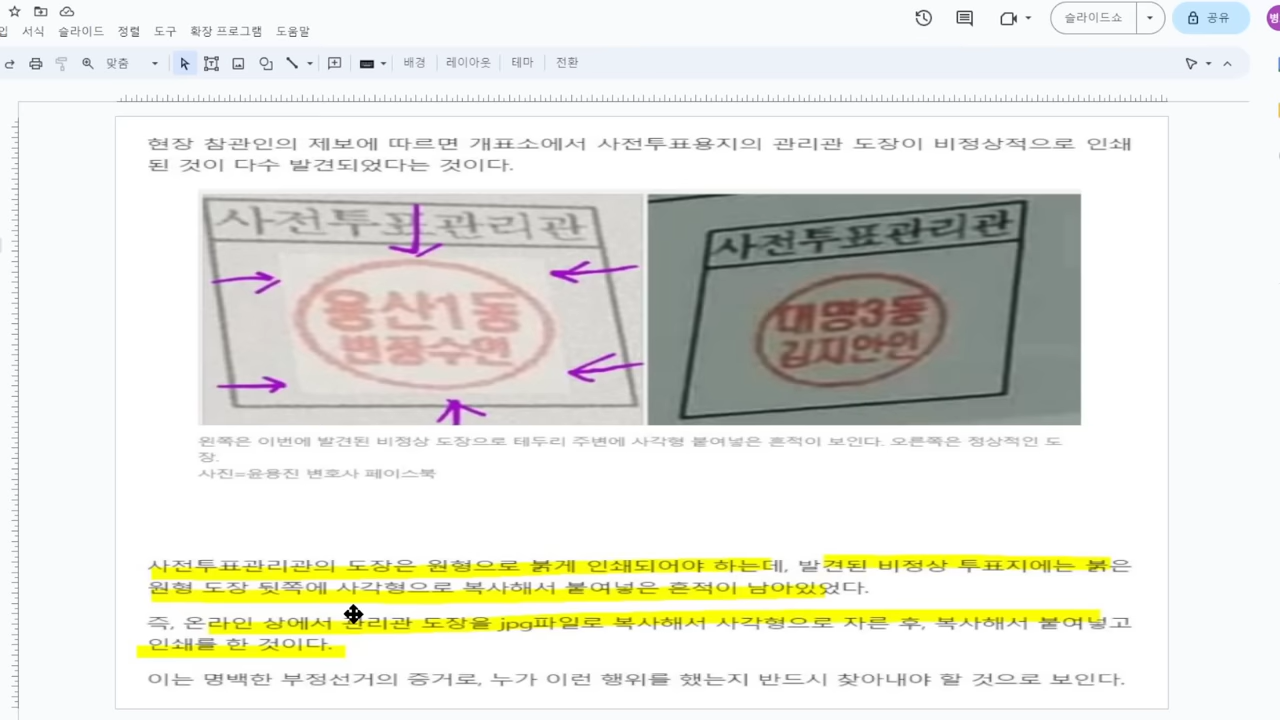 입 서식 슬라이드 정렬 도구 확장 프로그램 도움말
슬라이드쇼
공유
맞춤 배경 레이아웃 테마 전환
현장 참관인의 제보에 따르면 개표소에서 사전투표용지의 관리관 도장이 비정상적으로 인쇄
된 것이 다수 발견되었다는 것이다.
사전투표관리관
용산1동
사전투표관리관
대명3동
김지안인
왼쪽은 이번에 발견된 비정상 도장으로 테두리 주변에 사각형 붙여넣은 흔적이 보인다. 오른쪽은 정상적인 도
장.
사진=윤용진 변호사 페이스북
사전투표관리관의 도장은 원형으로 붉게 인쇄되어야 하는데, 발견된 비정상 투표지에는 붉은
원형 도장 뒷쪽에 사각형으로 복사해서 붙여넣은 흔적이 남아있었다.
즉, 온라인 상에서 관리관 도장을 jpg파일로 복사해서 사각형으로 자른 후, 복사해서 붙여넣고
인쇄를 한 것이다.
이는 명백한 부정선거의 증거로, 누가 이런 행위를 했는지 반드시 찾아내야 할 것으로 보인다.